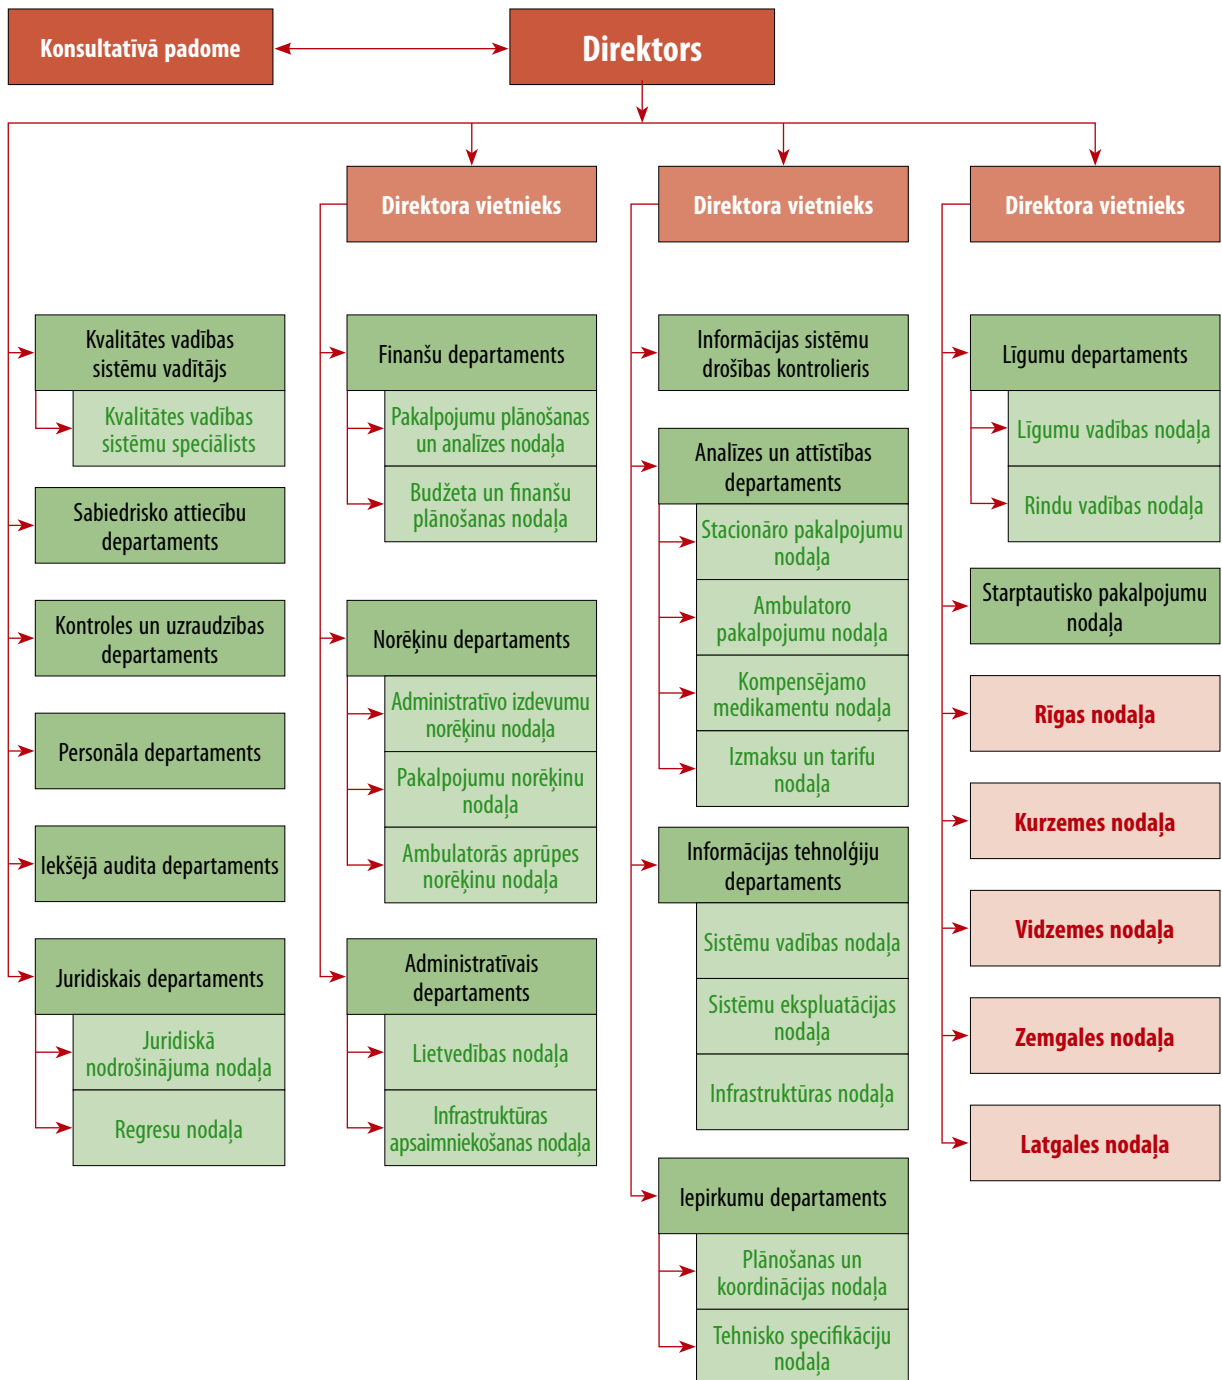 Konsultatīvā padome
Direktors
Direktora vietnieks
Direktora vietnieks
Direktora vietnieks
Kvalitātes vadības
sistēmu vadītājs
Kvalitātes vadības
sistēmu speciālists
Sabiedrisko attiecību
departaments
Kontroles un uzraudzības
departaments
Personāla departaments
Iekšējā audita departaments
Juridiskais departaments
Juridiskā
nodrošinājuma nodaļa
Regresu nodaļa
Finanšu departaments
Pakalpojumu plānošanas
un analīzes nodaļa
Budžeta un finanšu
plānošanas nodaļa
Norēķinu departaments
Administratīvo izdevumu
norēķinu nodaļa
Pakalpojumu norēķinu
nodaļa
Ambulatorās aprūpes
norēķinu nodaļa
Administratīvais
departaments
Lietvedības nodaļa
Infrastruktūras
apsaimniekošanas nodaļa
Informācijas sistēmu
drošības kontrolieris
Analīzes un attīstības
departaments
Stacionāro pakalpojumu
nodaļa
Ambulatoro
pakalpojumu nodaļa
Kompensējamo
medikamentu nodaļa
Izmaksu un tarifu
nodaļa
Informācijas tehnolģiju
departaments
Sistēmu vadības nodaļa
Sistēmu ekspluatācijas
nodaļa
Infrastruktūras nodaļa
Iepirkumu departaments
Plānošanas un
koordinācijas nodaļa
Tehnisko specifikāciju
nodaļa
Līgumu departaments
Līgumu vadības nodaļa
Rindu vadības nodaļa
Starptautisko pakalpojumu
nodaļa
Rīgas nodaļa
Kurzemes nodaļa
Vidzemes nodaļa
Zemgales nodaļa
Latgales nodaļa